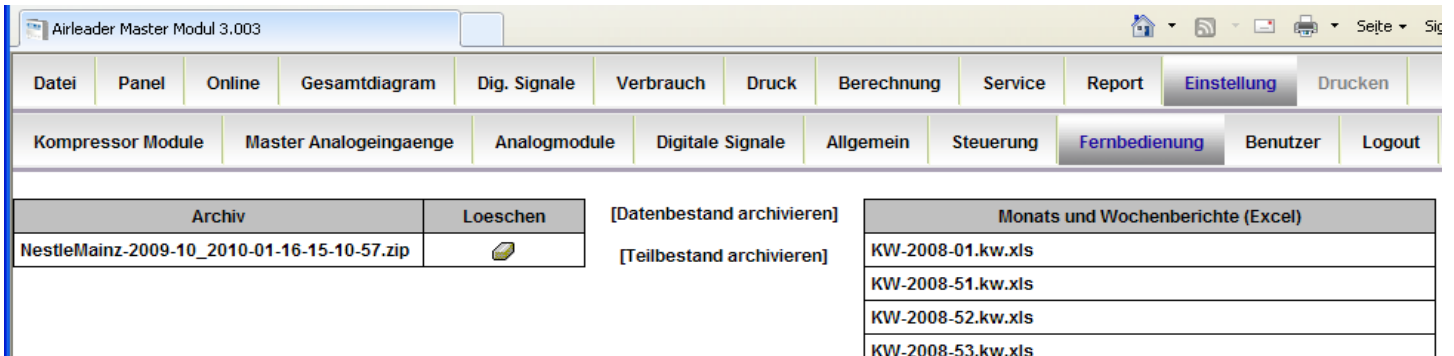 Airleader Master Modul 3.003
Seite
Datei Panel Online Gesamtdiagram Dig. Signale Verbrauch Druck Berechnung Service Report Einstellung Drucken
Kompressor Module Master Analogeingaenge Analogmodule Digitale Signale Allgemein Steuerung Fernbedienung Benutzer Logout
Archiv Loeschen
NestleMainz-2009-10_2010-01-16-15-10-57.zip
[Datenbestand archivieren]
[Teilbestand archivieren]
Monats und Wochenberichte (Excel)
KW-2008-01.kw.xls
KW-2008-51.kw.xls
KW-2008-52.kw.xls
KW-2008-53.kw.xls